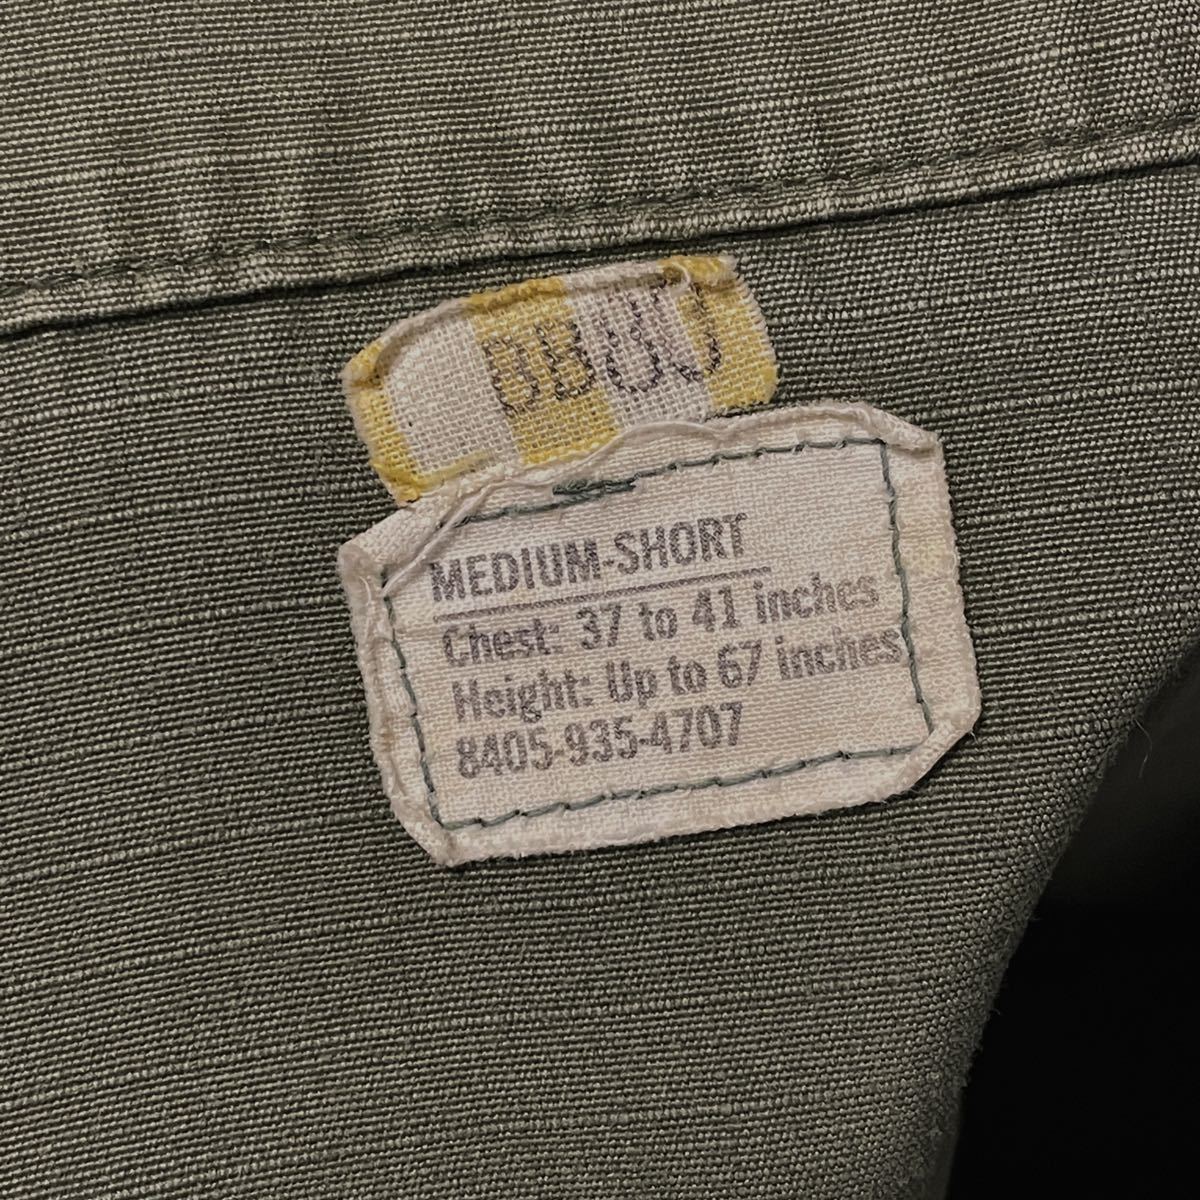 MEDIUM-SHORT
Chest: 37 to 41 inches
Height: Up to 67 inches
8405-935-4707